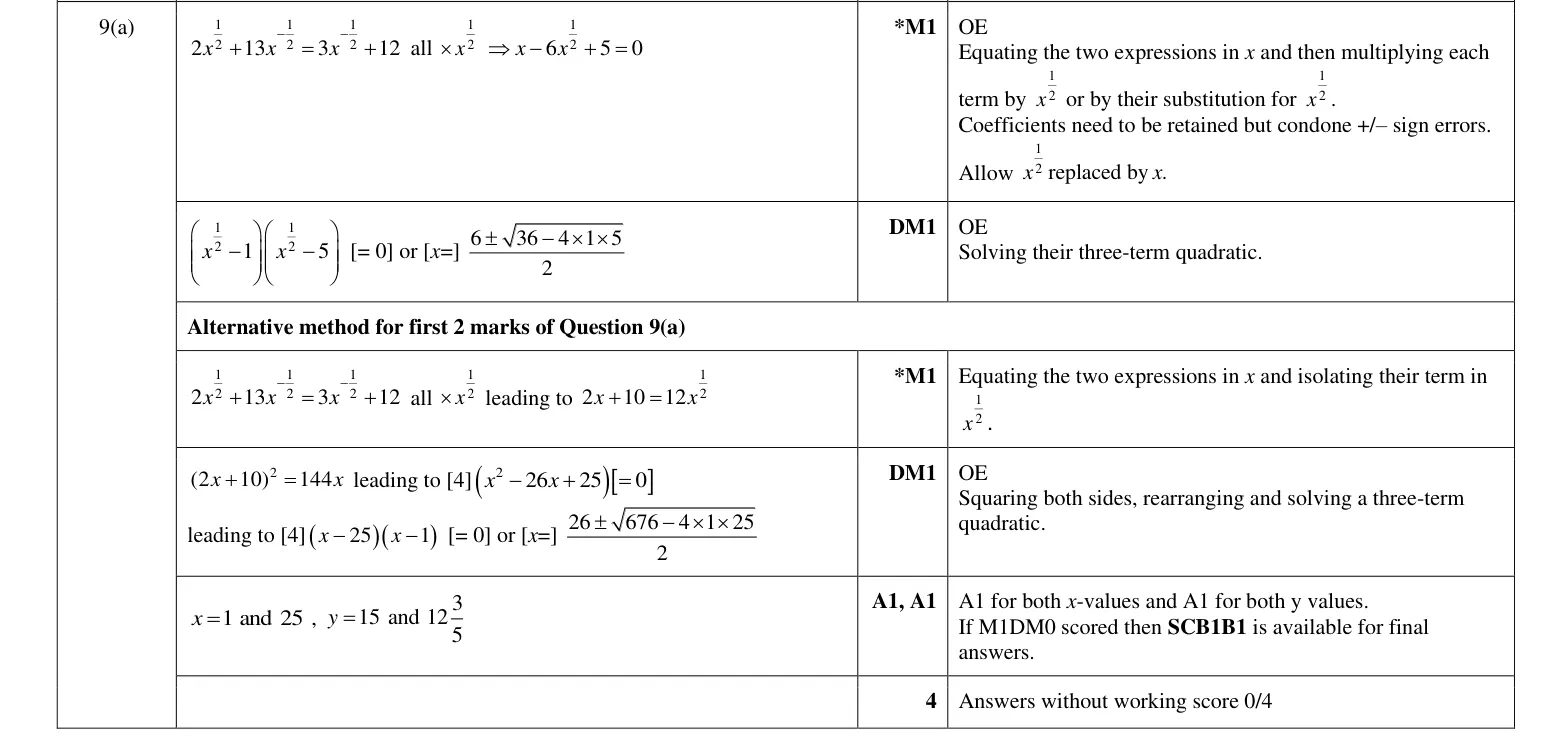 9(a)
2x^{1/2} + 13x^{-1/2} = 3x^{-1/2} + 12 all × x^{1/2} ⇒ x − 6x^{1/2} + 5 = 0
*M1
OE
Equating the two expressions in x and then multiplying each
term by x^{1/2} or by their substitution for x^{1/2}.
Coefficients need to be retained but condone +/– sign errors.
Allow x^{1/2} replaced by x.
(x^{1/2} − 1)(x^{1/2} − 5) [= 0] or [x=] \frac{6 ± √(36 − 4×1×5)}{2}
DM1
OE
Solving their three-term quadratic.
Alternative method for first 2 marks of Question 9(a)
2x^{1/2} + 13x^{-1/2} = 3x^{-1/2} + 12 all × x^{1/2} leading to 2x + 10 = 12x^{1/2}
*M1
Equating the two expressions in x and isolating their term in
x^{1/2}.
(2x + 10)^2 = 144x leading to [4](x^2 − 26x + 25)[= 0]
leading to [4](x − 25)(x − 1) [= 0] or [x=] \frac{26 ± √(676 − 4×1×25)}{2}
DM1
OE
Squaring both sides, rearranging and solving a three-term
quadratic.
x = 1 and 25 , y = 15 and 12 3/5
A1, A1
A1 for both x-values and A1 for both y values.
If M1DM0 scored then SCB1B1 is available for final
answers.
4
Answers without working score 0/4